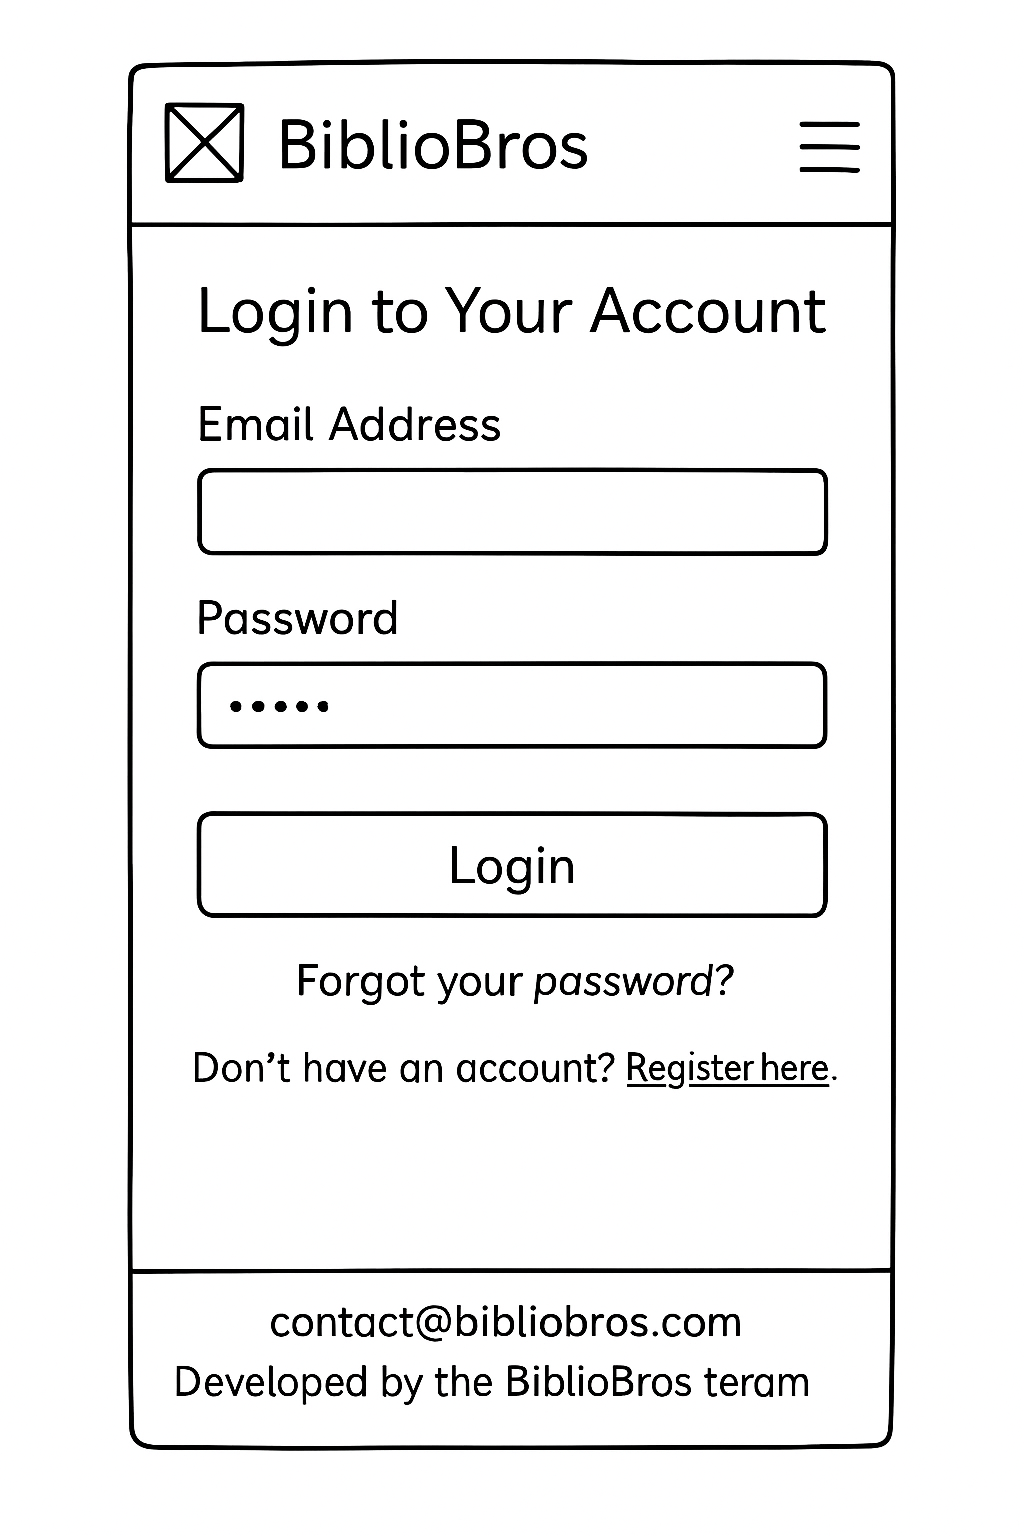 BiblioBros
Login to Your Account
Email Address
Password
•••••
Login
Forgot your password?
Don’t have an account? Register here.
contact@bibliobros.com
Developed by the BiblioBros teram